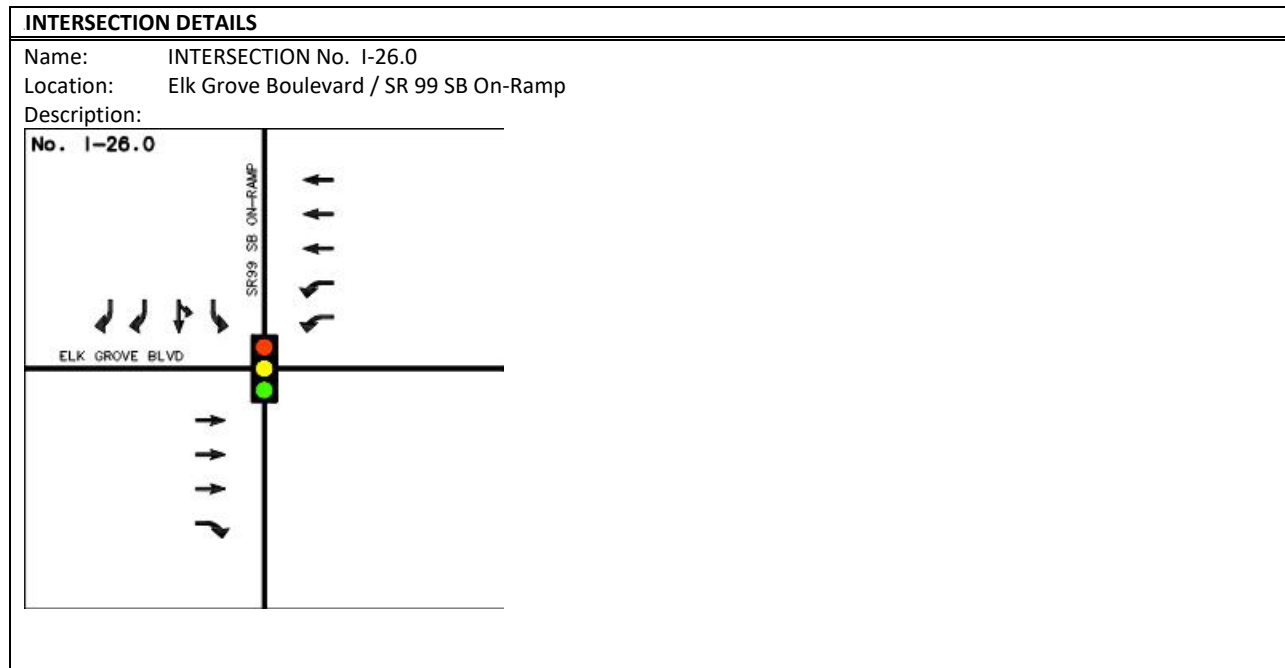 INTERSECTION DETAILS
Name: INTERSECTION No. I-26.0
Location: Elk Grove Boulevard / SR 99 SB On-Ramp
Description:
No. I-26.0
SR99 SB ON-RAMP
ELK GROVE BLVD